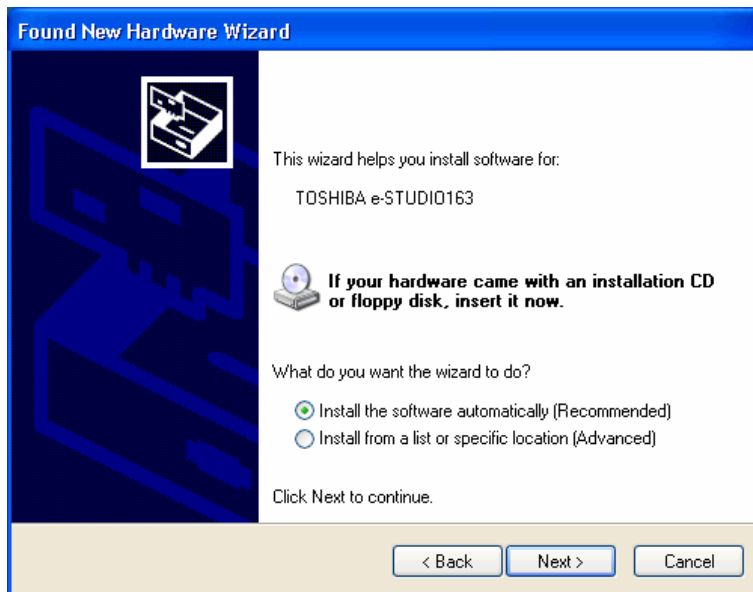 Found New Hardware Wizard
This wizard helps you install software for:
TOSHIBA e-STUDIO163
If your hardware came with an installation CD
or floppy disk, insert it now.
What do you want the wizard to do?
Install the software automatically (Recommended)
Install from a list or specific location (Advanced)
Click Next to continue.
< Back
Next >
Cancel